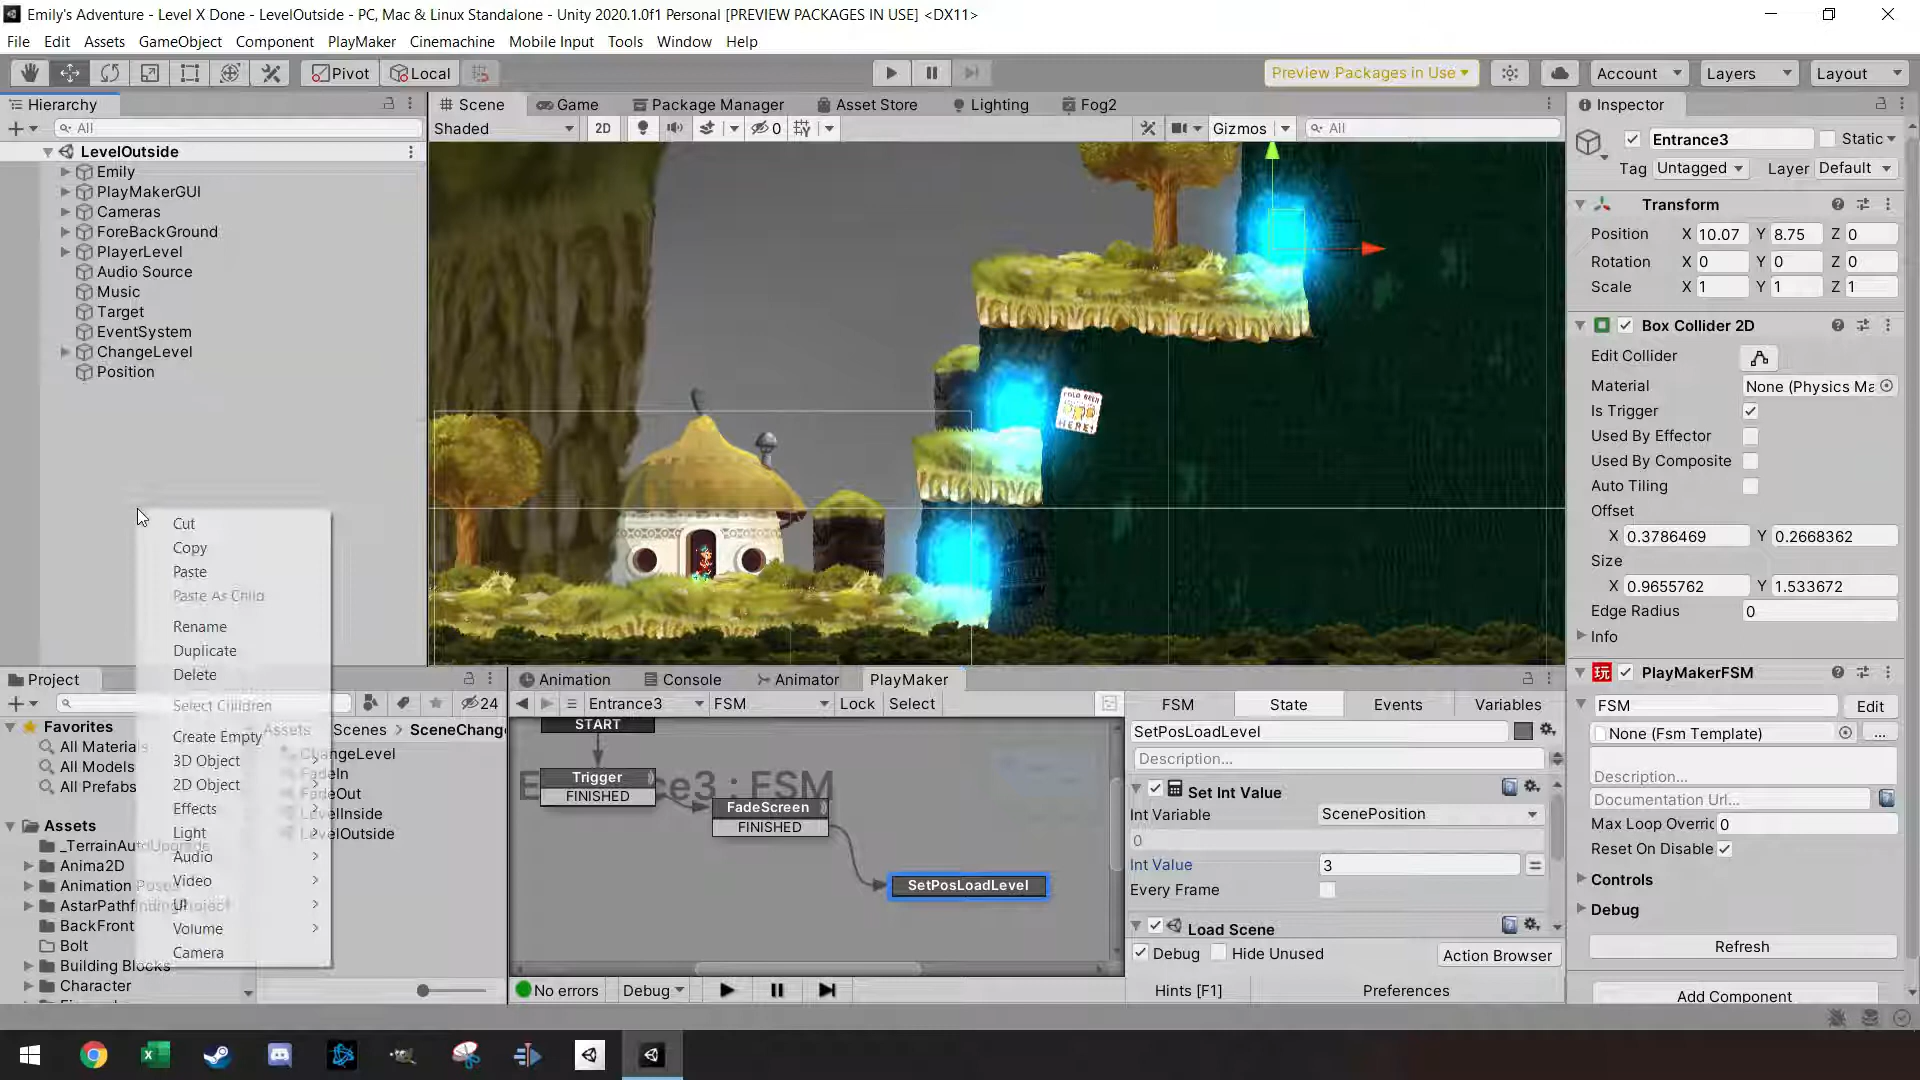 Emily's Adventure - Level X Done - LevelOutside - PC, Mac & Linux Standalone - Unity 2020.1.0f1 Personal [PREVIEW PACKAGES IN USE] <DX11>
File Edit Assets GameObject Component PlayMaker Cinemachine Mobile Input Tools Window Help
Pivot Local Preview Packages in Use Account Layers Layout
Hierarchy
All
LevelOutside
Emily
PlayMakerGUI
Cameras
ForeBackGround
PlayerLevel
Audio Source
Music
Target
EventSystem
ChangeLevel
Position
Cut
Copy
Paste
Paste As Child
Rename
Duplicate
Delete
Select Children
Create Empty
3D Object
2D Object
Effects
Light
Audio
Video
UI
Volume
Camera
Scene Game Package Manager Asset Store Lighting Fog2
Shaded 2D 0 Gizmos All
HERE!
Project
24
Favorites
All Materia
All Models
All Prefabs
Assets
_TerrainAutoUpgrade
Anima2D
Animation Poses
AstarPathfindingProject
BackFront
Bolt
Building Blocks
Character
Assets Scenes > SceneChang
ChangeLevel
FadeIn
FadeOut
LevelInside
LevelOutside
Animation Console Animator PlayMaker
Entrance3 FSM Lock Select
Entrance3 : FSM
START
Trigger
FINISHED
FadeScreen
FINISHED
SetPosLoadLevel
No errors Debug
FSM State Events Variables
SetPosLoadLevel
Description...
Set Int Value
Int Variable ScenePosition
0
Int Value 3
Every Frame
Load Scene
Debug Hide Unused Action Browser
Hints [F1] Preferences
Inspector
Entrance3 Static
Tag Untagged Layer Default
Transform
Position X 10.07 Y 8.75 Z 0
Rotation X 0 Y 0 Z 0
Scale X 1 Y 1 Z 1
Box Collider 2D
Edit Collider
Material None (Physics Ma
Is Trigger
Used By Effector
Used By Composite
Auto Tiling
Offset
X 0.3786469 Y 0.2668362
Size
X 0.9655762 Y 1.533672
Edge Radius 0
Info
玩 PlayMakerFSM
FSM Edit
None (Fsm Template) ...
Description...
Documentation Url...
Max Loop Overric 0
Reset On Disable
Controls
Debug
Refresh
Add Component